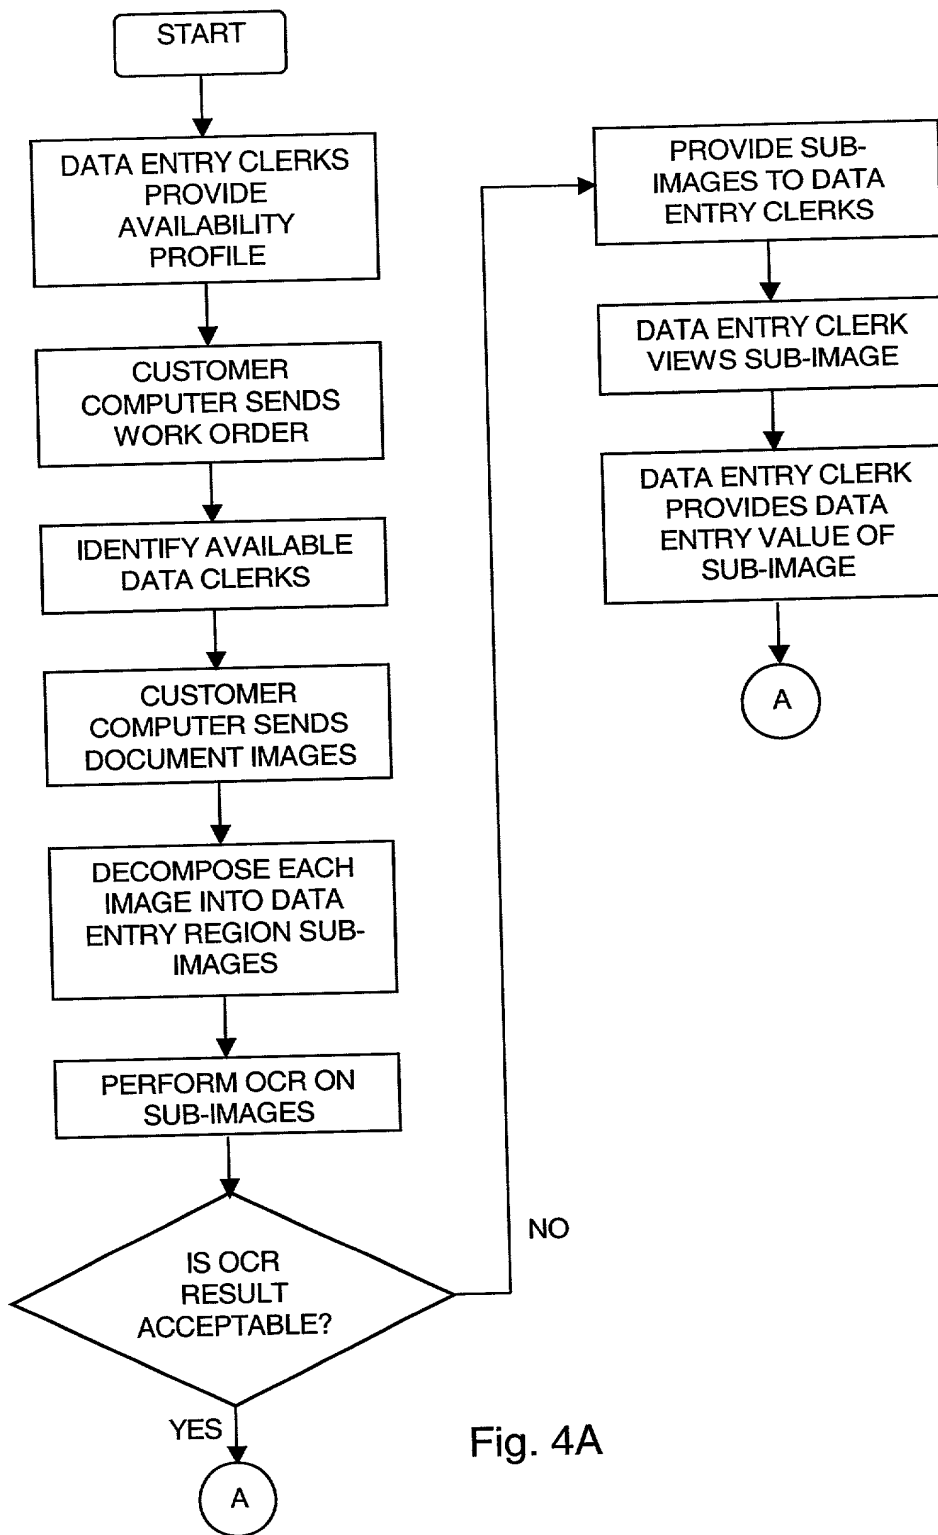 START
DATA ENTRY CLERKS
PROVIDE
AVAILABILITY
PROFILE
CUSTOMER
COMPUTER SENDS
WORK ORDER
IDENTIFY AVAILABLE
DATA CLERKS
CUSTOMER
COMPUTER SENDS
DOCUMENT IMAGES
DECOMPOSE EACH
IMAGE INTO DATA
ENTRY REGION SUB-
IMAGES
PERFORM OCR ON
SUB-IMAGES
IS OCR
RESULT
ACCEPTABLE?
NO
YES
A
PROVIDE SUB-
IMAGES TO DATA
ENTRY CLERKS
DATA ENTRY CLERK
VIEWS SUB-IMAGE
DATA ENTRY CLERK
PROVIDES DATA
ENTRY VALUE OF
SUB-IMAGE
A
Fig. 4A